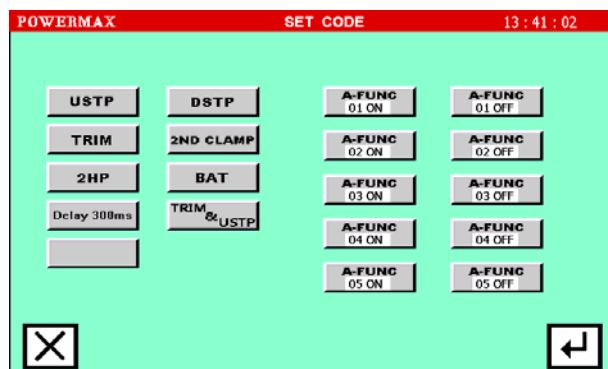 POWERMAX SET CODE 13:41:02
USTP DSTP A-FUNC 01 ON A-FUNC 01 OFF
TRIM 2ND CLAMP A-FUNC 02 ON A-FUNC 02 OFF
2HP BAT A-FUNC 03 ON A-FUNC 03 OFF
Delay 300ms TRIM & USTP A-FUNC 04 ON A-FUNC 04 OFF
A-FUNC 05 ON A-FUNC 05 OFF